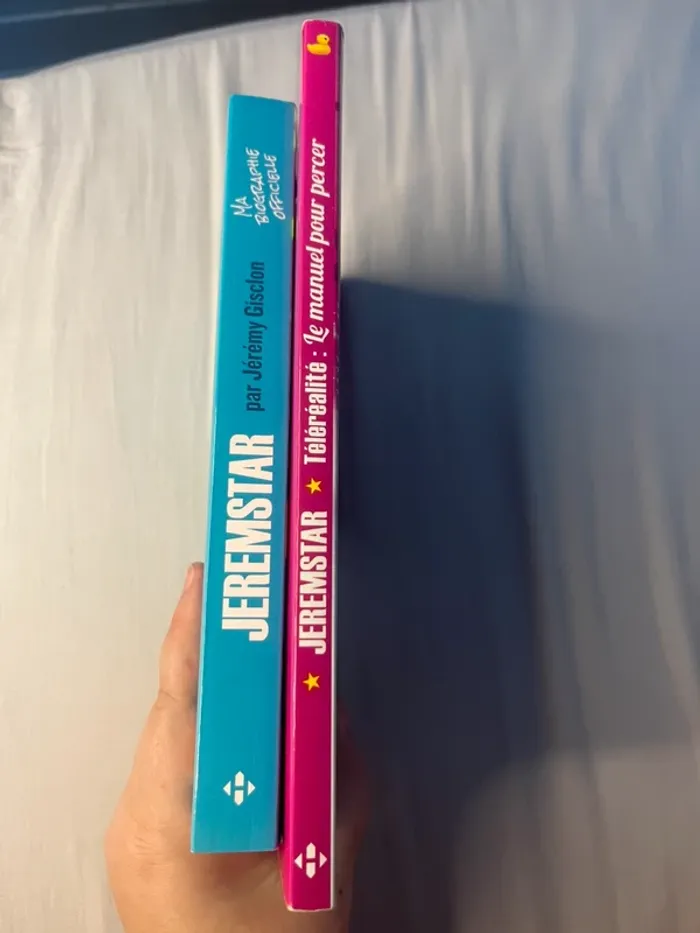 JEREMSTAR par Jérémy Gisclon
MA
BIOGRAPHIE
OFFICIELLE
JEREMSTAR Téléréalité : Le manuel pour percer